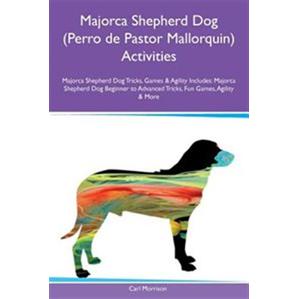 Majorca Shepherd Dog
(Perro de Pastor Mallorquin)
Activities
Majorca Shepherd Dog Tricks, Games & Agility Includes: Majorca
Shepherd Dog Beginner to Advanced Tricks, Fun Games, Agility
& More
Carl Morrison